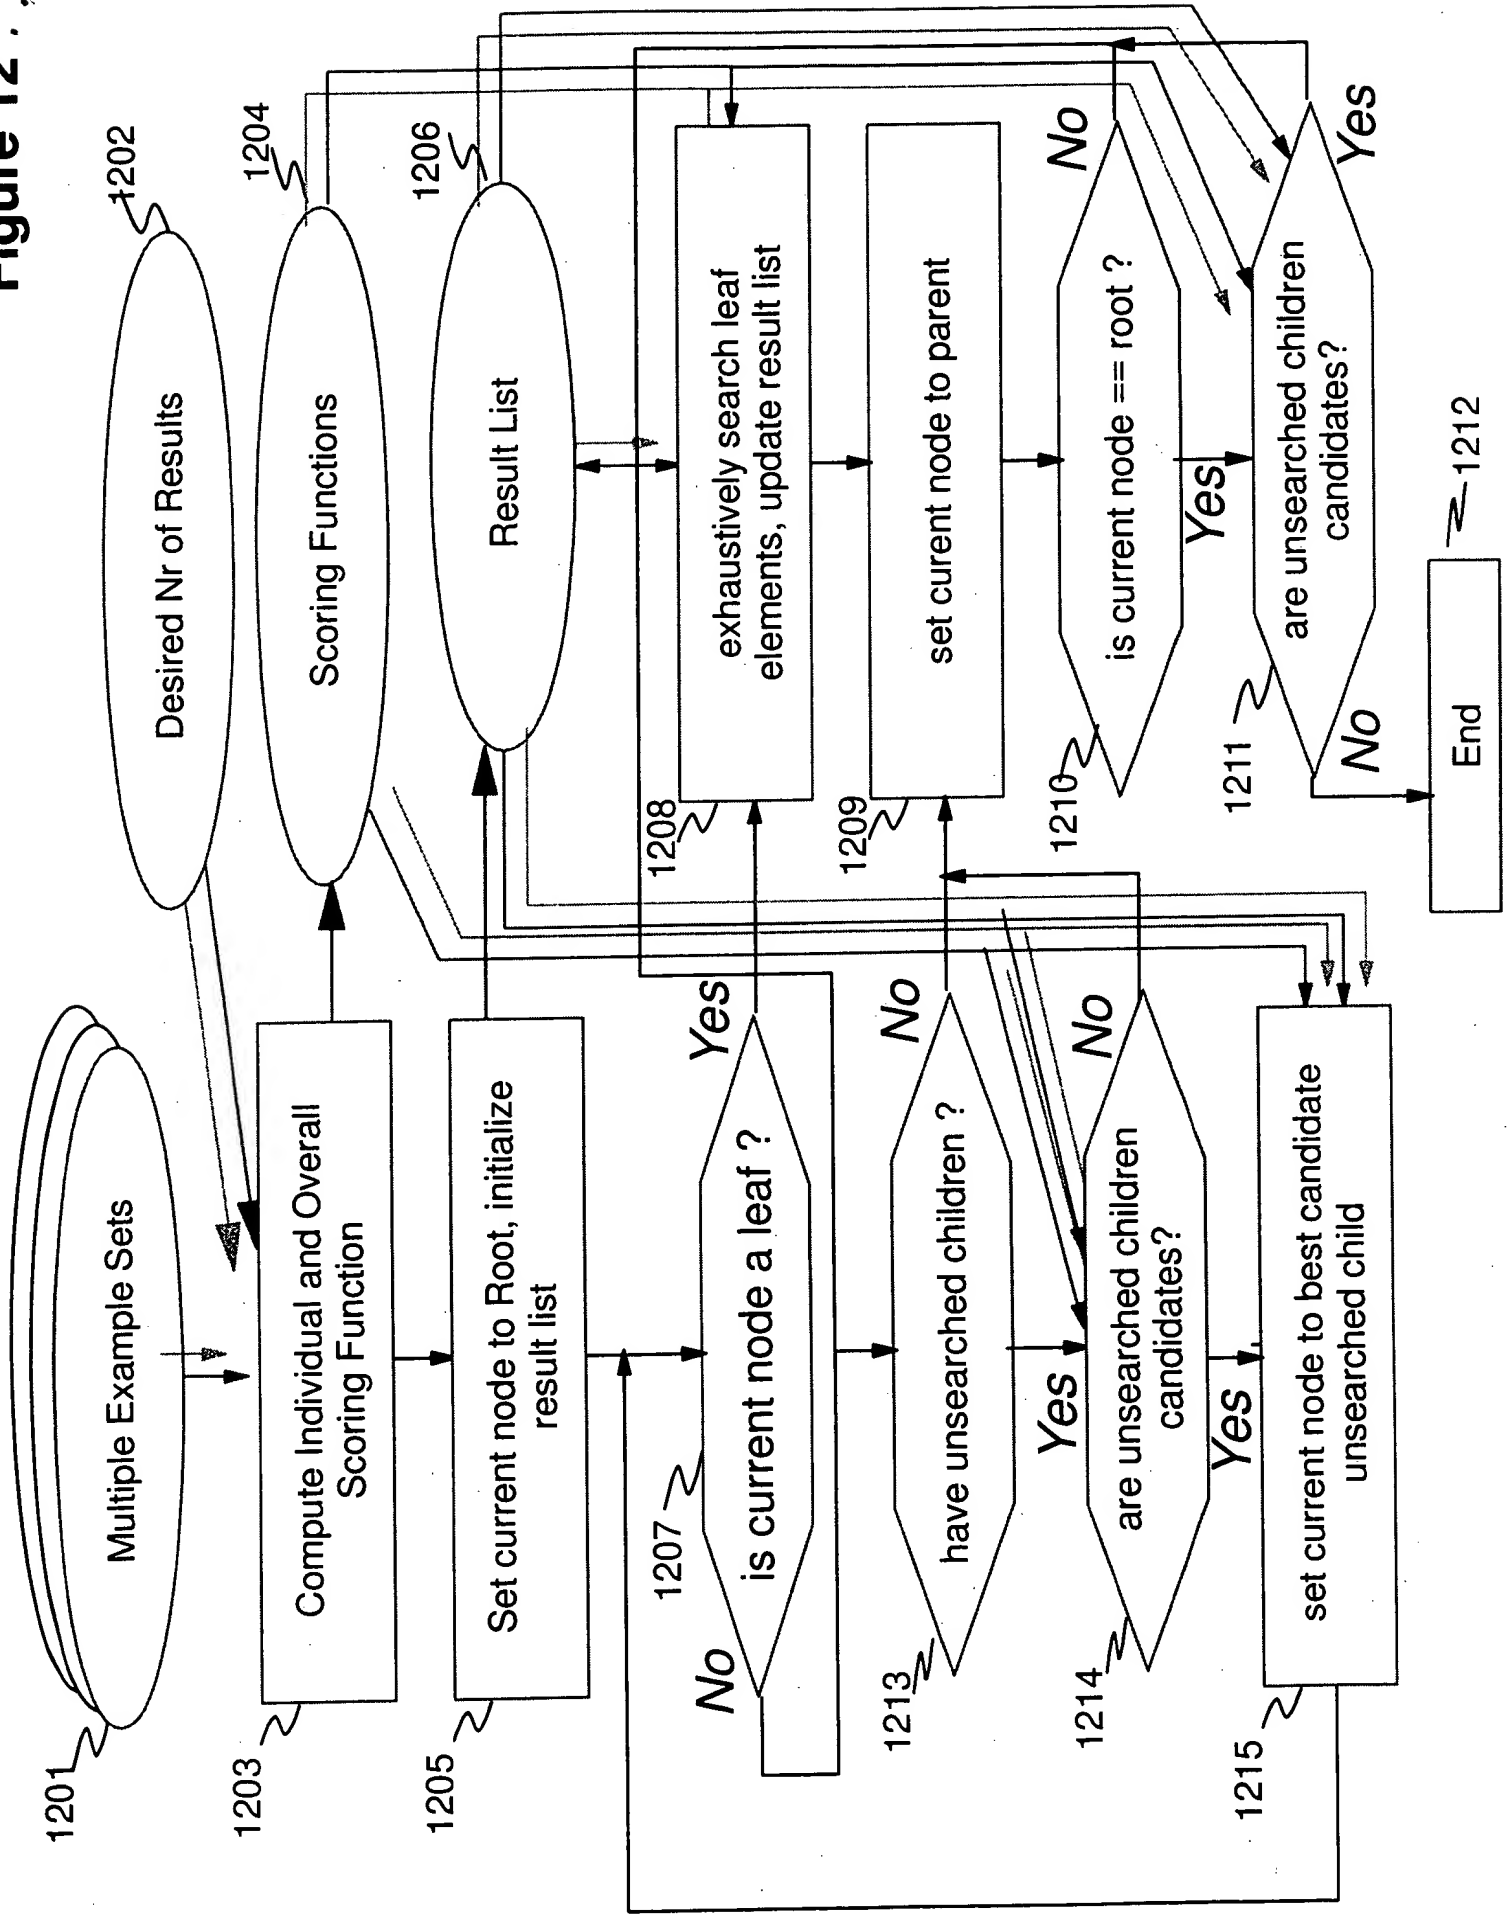 Figure 12
1201
Multiple Example Sets
1202
Desired Nr of Results
1203
Compute Individual and Overall
Scoring Function
1204
Scoring Functions
1205
Set current node to Root, initialize
result list
1206
Result List
1207
is current node a leaf ?
No
Yes
1208
exhaustively search leaf
elements, update result list
1209
set curent node to parent
1210
is current node == root ?
No
Yes
1211
are unsearched children
candidates?
No
Yes
1212
End
1213
have unsearched children ?
No
Yes
1214
are unsearched children
candidates?
No
Yes
1215
set current node to best candidate
unsearched child